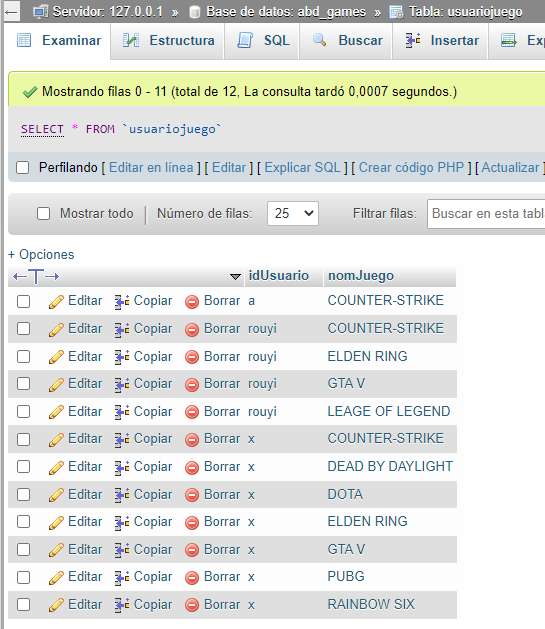 Servidor: 127.0.0.1 » Base de datos: abd_games » Tabla: usuariojuego
Examinar Estructura SQL Buscar Insertar Ex
Mostrando filas 0 - 11 (total de 12, La consulta tardó 0,0007 segundos.)
SELECT * FROM `usuariojuego`
Perfilando [ Editar en línea ] [ Editar ] [ Explicar SQL ] [ Crear código PHP ] [ Actualizar ]
Mostrar todo | Número de filas: 25 Filtrar filas: Buscar en esta tabl
+ Opciones
←T→ idUsuario nomJuego
Editar Copiar Borrar a COUNTER-STRIKE
Editar Copiar Borrar rouyi COUNTER-STRIKE
Editar Copiar Borrar rouyi ELDEN RING
Editar Copiar Borrar rouyi GTA V
Editar Copiar Borrar rouyi LEAGE OF LEGEND
Editar Copiar Borrar x COUNTER-STRIKE
Editar Copiar Borrar x DEAD BY DAYLIGHT
Editar Copiar Borrar x DOTA
Editar Copiar Borrar x ELDEN RING
Editar Copiar Borrar x GTA V
Editar Copiar Borrar x PUBG
Editar Copiar Borrar x RAINBOW SIX